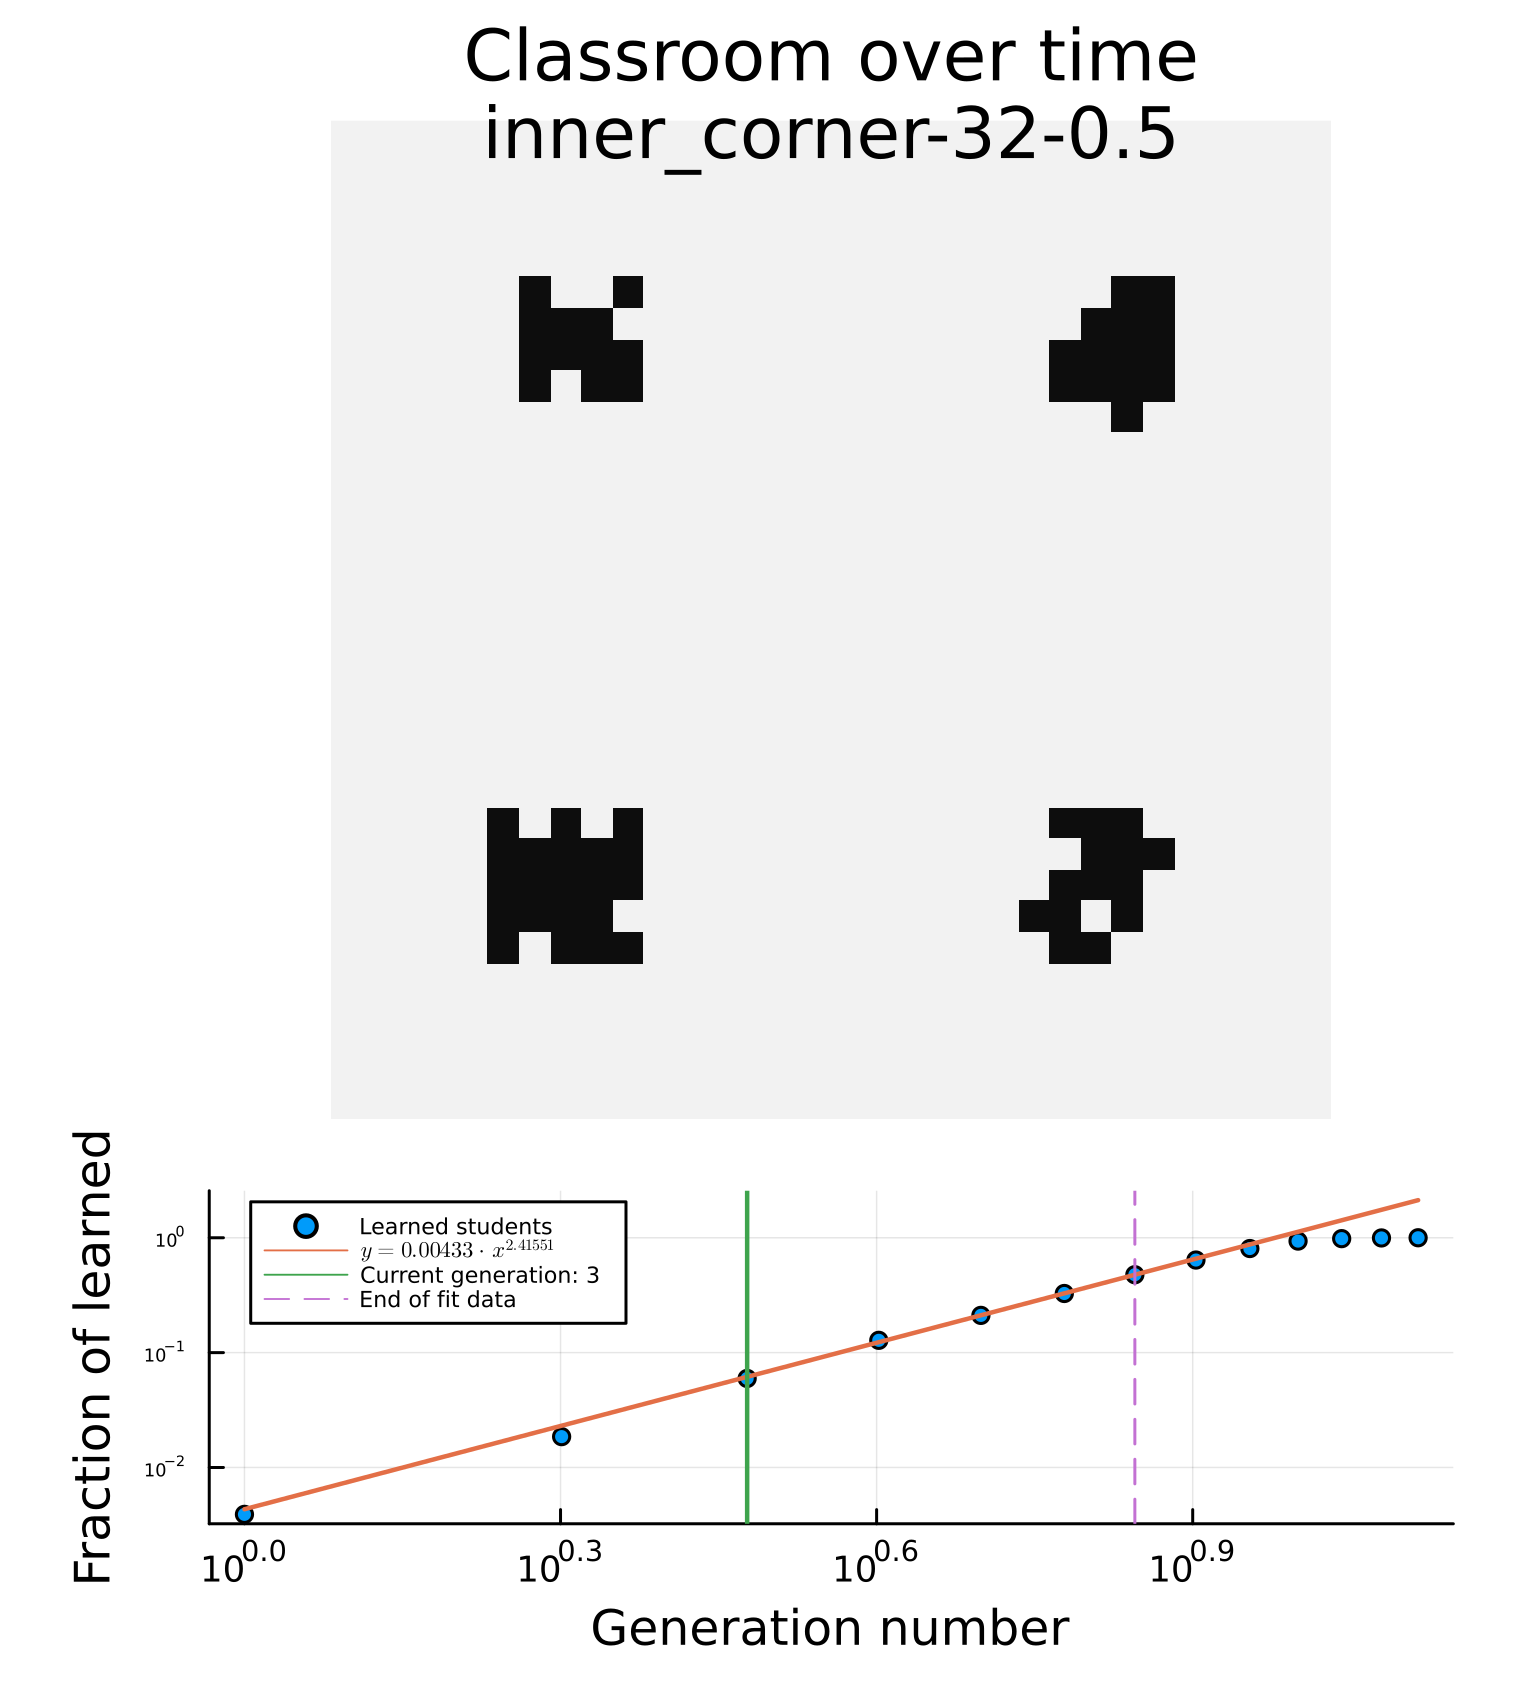 Classroom over time
inner_corner-32-0.5
Fraction of learned
10^0
10^−1
10^−2
Learned students
y = 0.00433 · x^2.41551
Current generation: 3
End of fit data
10^0.0 10^0.3 10^0.6 10^0.9
Generation number